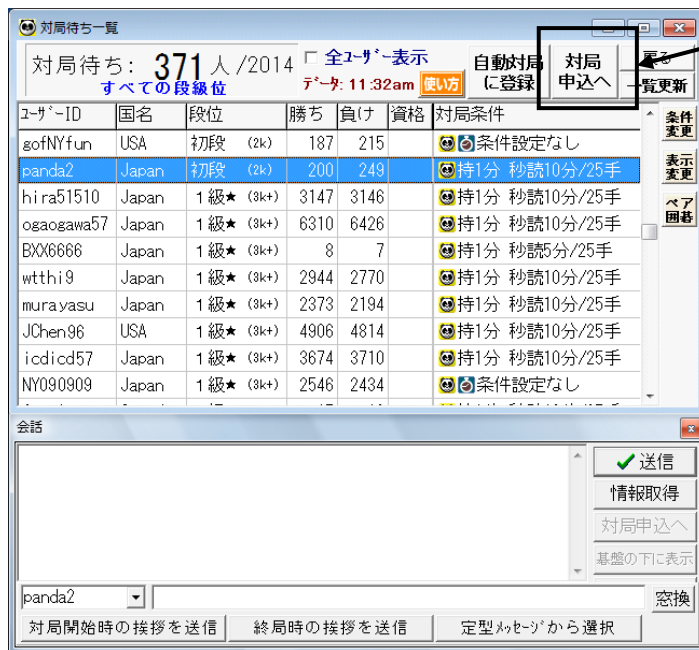 対局待ち一覧
対局待ち: 371 人 /2014
すべての段級位
全ユーザー表示
データ: 11:32am 使い方
自動対局に登録
対局申込へ
戻る
一覧更新
ユーザーID 国名 段位 勝ち 負け 資格 対局条件
gofNYfun USA 初段 (2k) 187 215 条件設定なし
panda2 Japan 初段 (2k) 200 249 持1分 秒読10分/25手
hira51510 Japan 1級★ (3k+) 3147 3146 持1分 秒読10分/25手
ogaogawa57 Japan 1級★ (3k+) 6310 6426 持1分 秒読10分/25手
BXX6666 Japan 1級★ (3k+) 8 7 持1分 秒読5分/25手
wtthi9 Japan 1級★ (3k+) 2944 2770 持1分 秒読10分/25手
murayasu Japan 1級★ (3k+) 2373 2194 持1分 秒読10分/25手
JChen96 USA 1級★ (3k+) 4906 4814 持1分 秒読10分/25手
icdicd57 Japan 1級★ (3k+) 3674 3710 持1分 秒読10分/25手
NY090909 Japan 1級★ (3k+) 2546 2434 条件設定なし
条件変更
表示変更
ペア囲碁
会話
送信
情報取得
対局申込へ
碁盤の下に表示
panda2
窓換
対局開始時の挨拶を送信 終局時の挨拶を送信 定型メッセージから選択